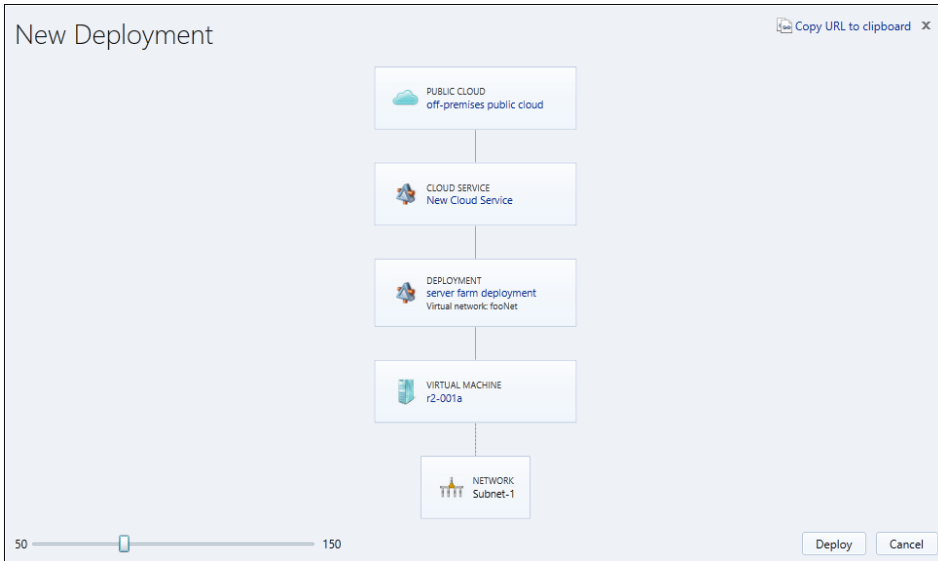 New Deployment
Copy URL to clipboard X
PUBLIC CLOUD
off-premises public cloud
CLOUD SERVICE
New Cloud Service
DEPLOYMENT
server farm deployment
Virtual network: fooNet
VIRTUAL MACHINE
r2-001a
NETWORK
Subnet-1
50 150
Deploy Cancel